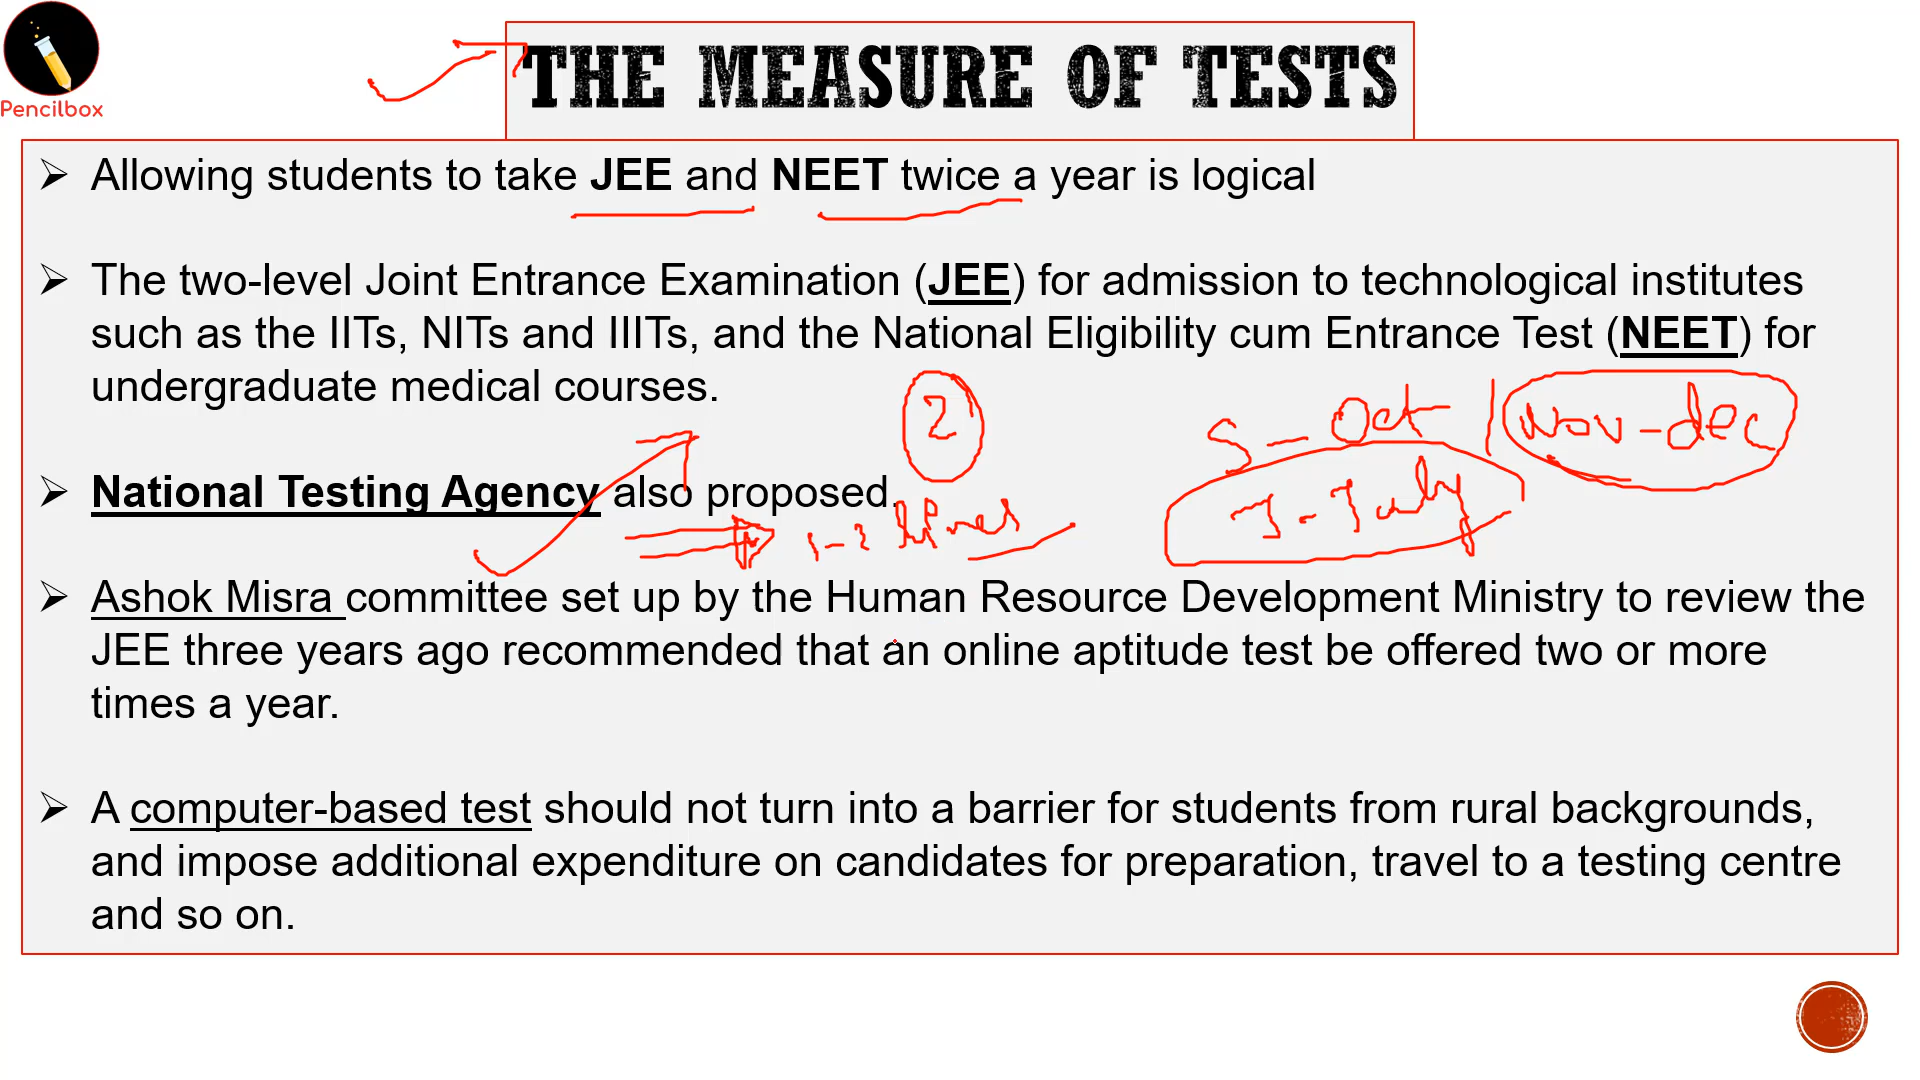 Pencilbox
THE MEASURE OF TESTS
➢ Allowing students to take JEE and NEET twice a year is logical
➢ The two-level Joint Entrance Examination (JEE) for admission to technological institutes
such as the IITs, NITs and IIITs, and the National Eligibility cum Entrance Test (NEET) for
undergraduate medical courses.
2
S - Oct | Nov - dec
➢ National Testing Agency also proposed.
J - July
➢ Ashok Misra committee set up by the Human Resource Development Ministry to review the
JEE three years ago recommended that an online aptitude test be offered two or more
times a year.
➢ A computer-based test should not turn into a barrier for students from rural backgrounds,
and impose additional expenditure on candidates for preparation, travel to a testing centre
and so on.